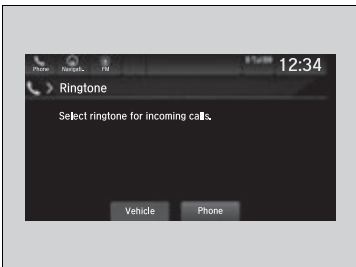 Phone Navigati.. FM 12:34
Ringtone
Select ringtone for incoming calls.
Vehicle Phone